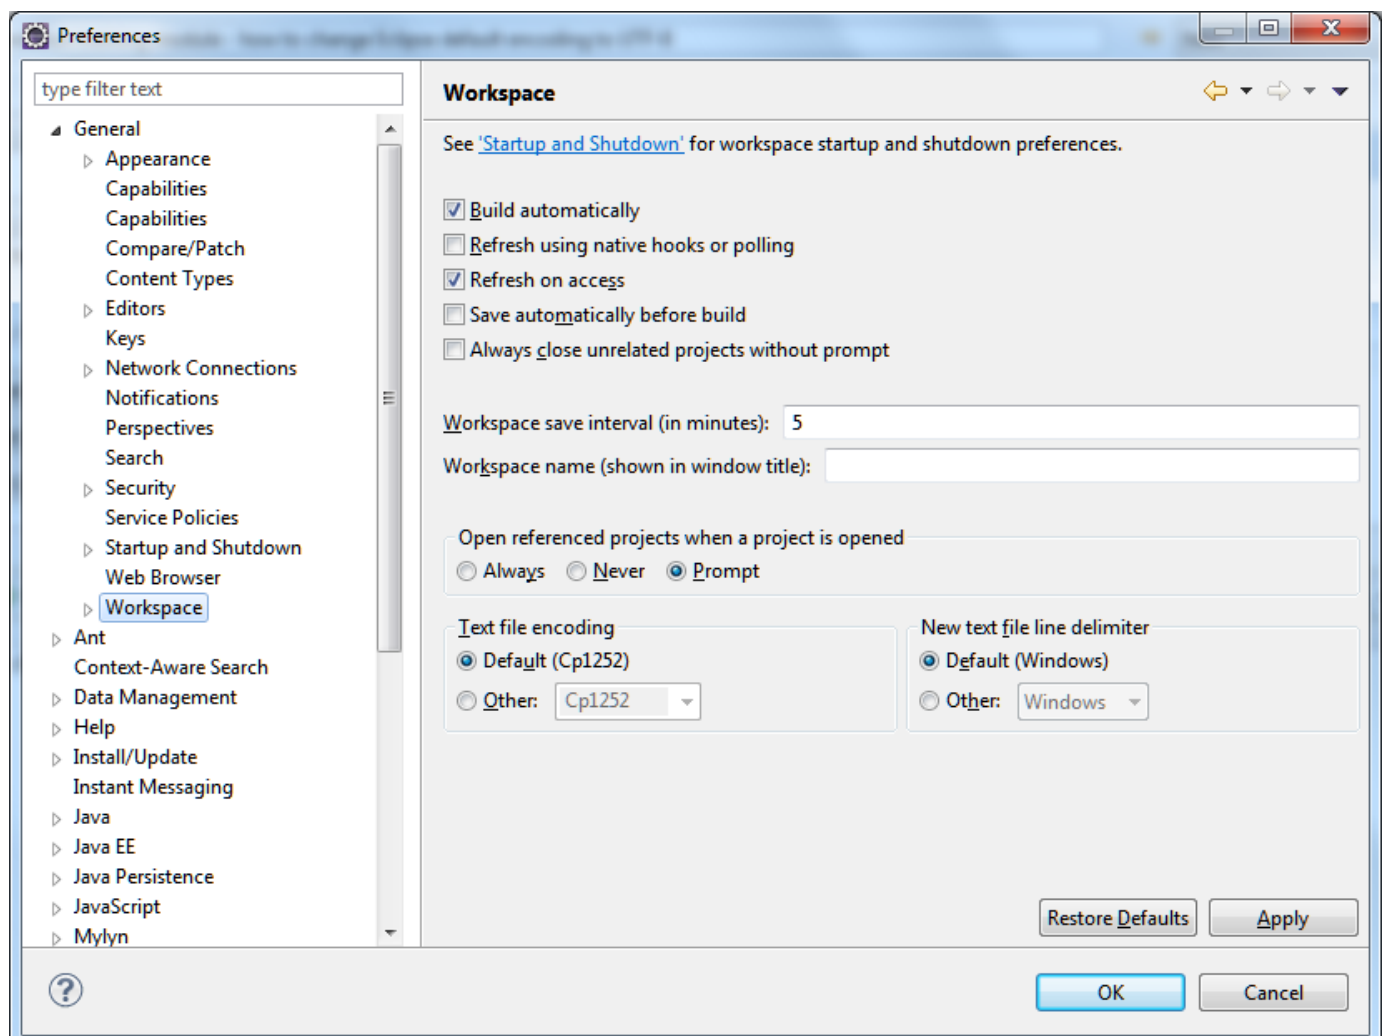 Preferences
type filter text
General
Appearance
Capabilities
Capabilities
Compare/Patch
Content Types
Editors
Keys
Network Connections
Notifications
Perspectives
Search
Security
Service Policies
Startup and Shutdown
Web Browser
Workspace
Ant
Context-Aware Search
Data Management
Help
Install/Update
Instant Messaging
Java
Java EE
Java Persistence
JavaScript
Mylyn
Workspace
See 'Startup and Shutdown' for workspace startup and shutdown preferences.
Build automatically
Refresh using native hooks or polling
Refresh on access
Save automatically before build
Always close unrelated projects without prompt
Workspace save interval (in minutes): 5
Workspace name (shown in window title):
Open referenced projects when a project is opened
Always Never Prompt
Text file encoding
Default (Cp1252)
Other: Cp1252
New text file line delimiter
Default (Windows)
Other: Windows
Restore Defaults Apply
OK Cancel